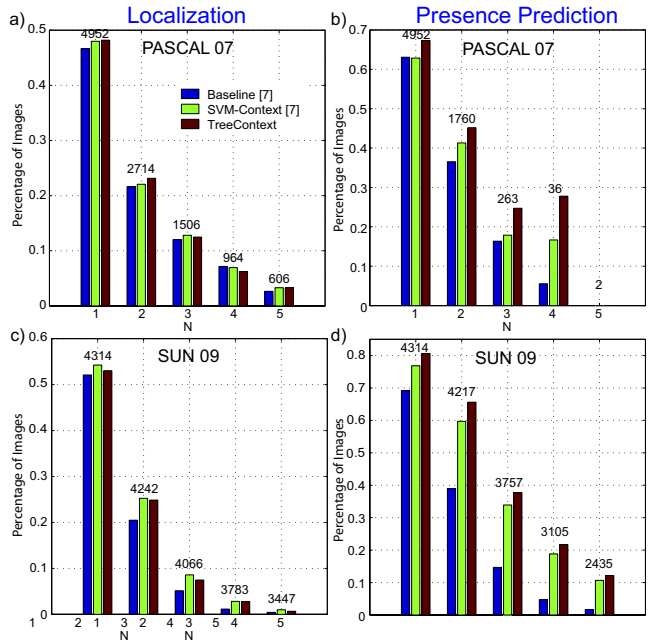 Localization
Presence Prediction
a)
PASCAL 07
Baseline [7]
SVM-Context [7]
TreeContext
Percentage of Images
0.5
0.4
0.3
0.2
0.1
0
4952
2714
1506
964
606
1 2 3 4 5
N
b)
PASCAL 07
Percentage of Images
0.7
0.6
0.5
0.4
0.3
0.2
0.1
0
4952
1760
263
36
2
1 2 3 4 5
N
c)
SUN 09
Percentage of Images
0.6
0.5
0.4
0.3
0.2
0.1
0
4314
4242
4066
3783
3447
1 2 1 3 2 4 3 5 4 5
N N
d)
SUN 09
Percentage of Images
0.8
0.7
0.6
0.5
0.4
0.3
0.2
0.1
0
4314
4217
3757
3105
2435